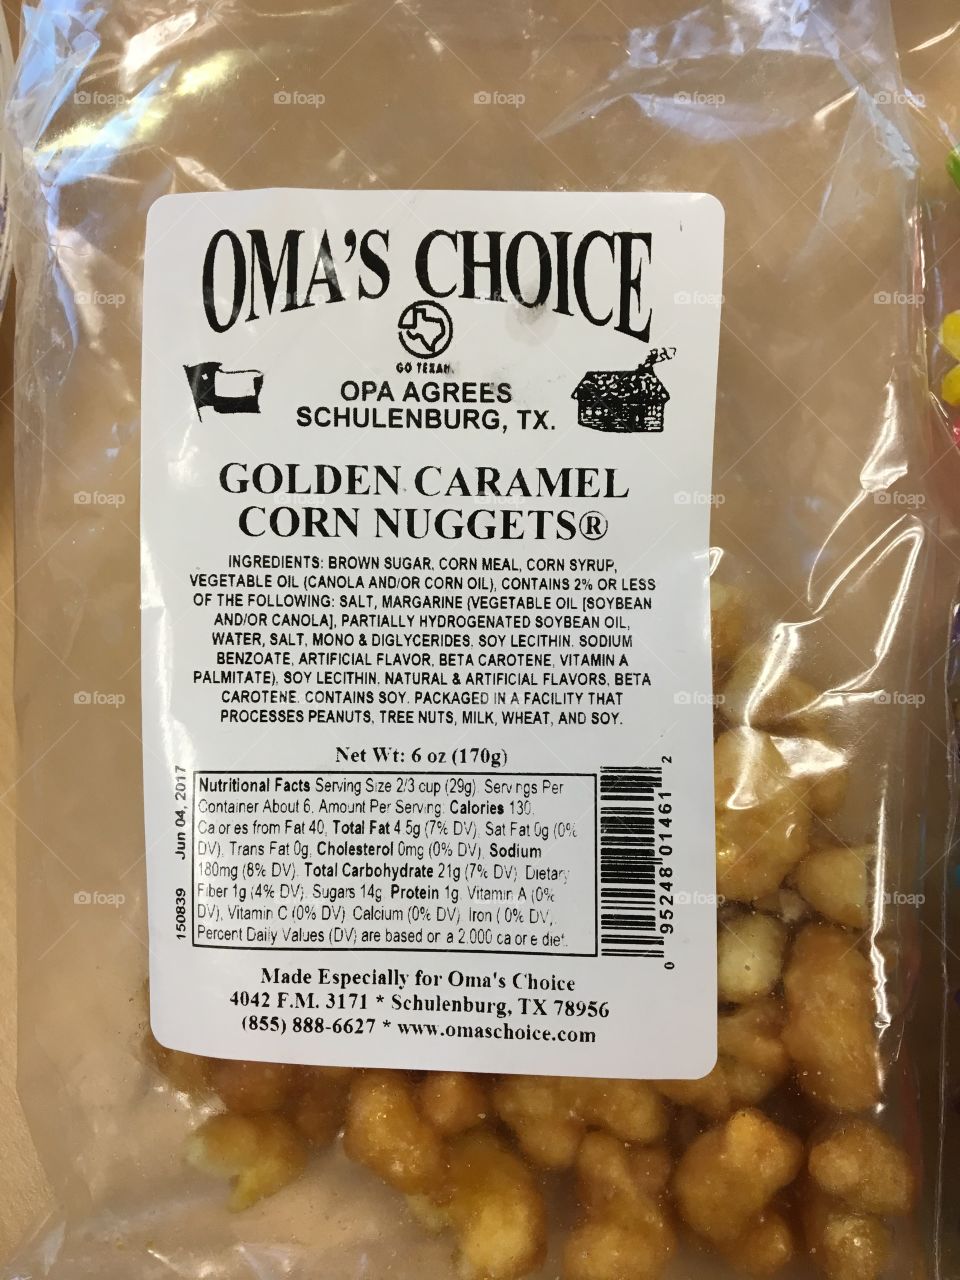 OMA'S CHOICE
GO TEXAN.
OPA AGREES
SCHULENBURG, TX.
GOLDEN CARAMEL
CORN NUGGETS®
INGREDIENTS: BROWN SUGAR, CORN MEAL, CORN SYRUP,
VEGETABLE OIL (CANOLA AND/OR CORN OIL), CONTAINS 2% OR LESS
OF THE FOLLOWING: SALT, MARGARINE (VEGETABLE OIL [SOYBEAN
AND/OR CANOLA], PARTIALLY HYDROGENATED SOYBEAN OIL,
WATER, SALT, MONO & DIGLYCERIDES, SOY LECITHIN, SODIUM
BENZOATE, ARTIFICIAL FLAVOR, BETA CAROTENE, VITAMIN A
PALMITATE), SOY LECITHIN, NATURAL & ARTIFICIAL FLAVORS, BETA
CAROTENE. CONTAINS SOY. PACKAGED IN A FACILITY THAT
PROCESSES PEANUTS, TREE NUTS, MILK, WHEAT, AND SOY.
Net Wt: 6 oz (170g)
Nutritional Facts Serving Size 2/3 cup (29g), Servings Per
Container About 6, Amount Per Serving: Calories 130,
Calories from Fat 40, Total Fat 4.5g (7% DV), Sat Fat 0g (0%
DV), Trans Fat 0g, Cholesterol 0mg (0% DV), Sodium
180mg (8% DV), Total Carbohydrate 21g (7% DV), Dietary
Fiber 1g (4% DV), Sugars 14g, Protein 1g, Vitamin A (0%
DV), Vitamin C (0% DV), Calcium (0% DV), Iron ( 0% DV),
Percent Daily Values (DV) are based on a 2,000 calorie diet.
150839 Jun 04, 2017
0 95248 01461 2
Made Especially for Oma's Choice
4042 F.M. 3171 * Schulenburg, TX 78956
(855) 888-6627 * www.omaschoice.com
foap